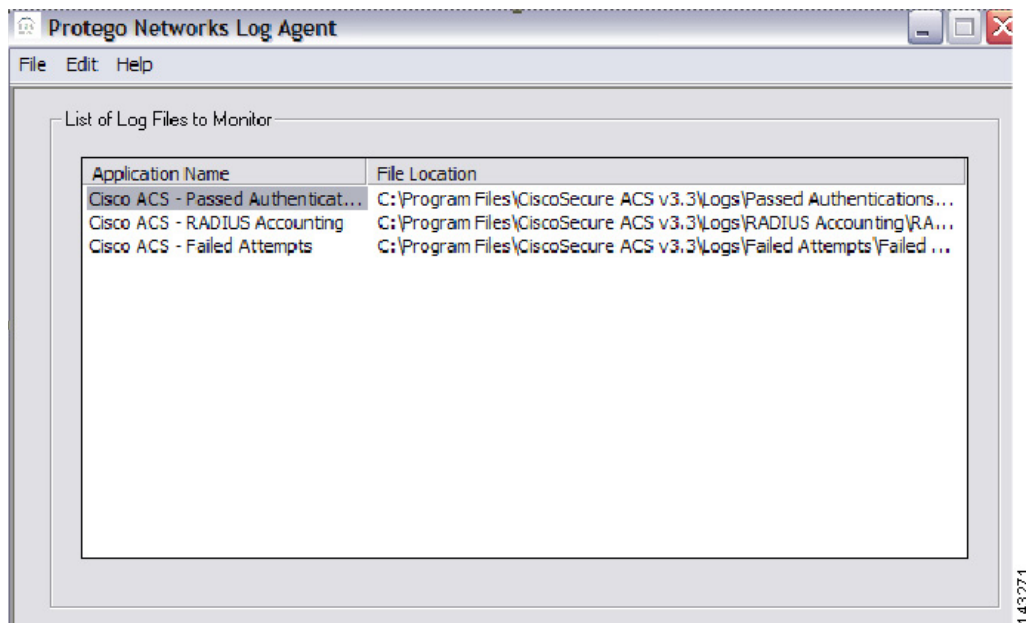 Protego Networks Log Agent
File Edit Help
List of Log Files to Monitor
Application Name File Location
Cisco ACS - Passed Authenticat... C:\Program Files\CiscoSecure ACS v3.3\Logs\Passed Authentications...
Cisco ACS - RADIUS Accounting C:\Program Files\CiscoSecure ACS v3.3\Logs\RADIUS Accounting\RA...
Cisco ACS - Failed Attempts C:\Program Files\CiscoSecure ACS v3.3\Logs\Failed Attempts\Failed ...
143271